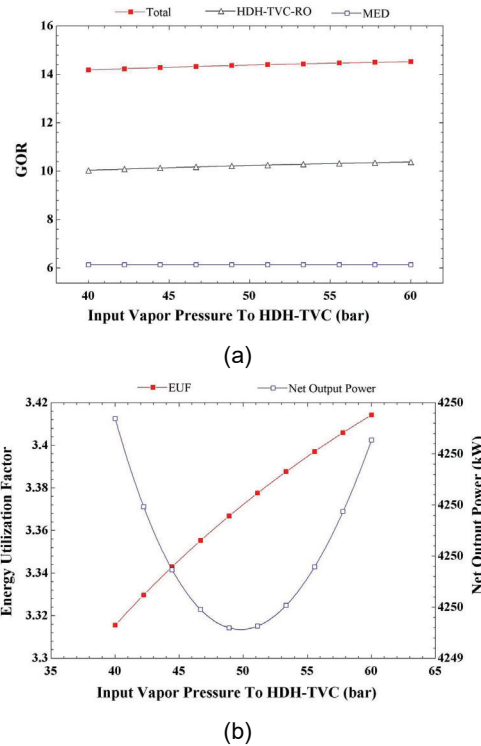 Total HDH-TVC-RO MED
16
14
12
10
8
6
GOR
40 45 50 55 60
Input Vapor Pressure To HDH-TVC (bar)
(a)
EUF Net Output Power
3.42
3.4
3.38
3.36
3.34
3.32
3.3
Energy Utilization Factor
4250
4250
4250
4250
4250
4249
Net Output Power (kW)
35 40 45 50 55 60 65
Input Vapor Pressure To HDH-TVC (bar)
(b)